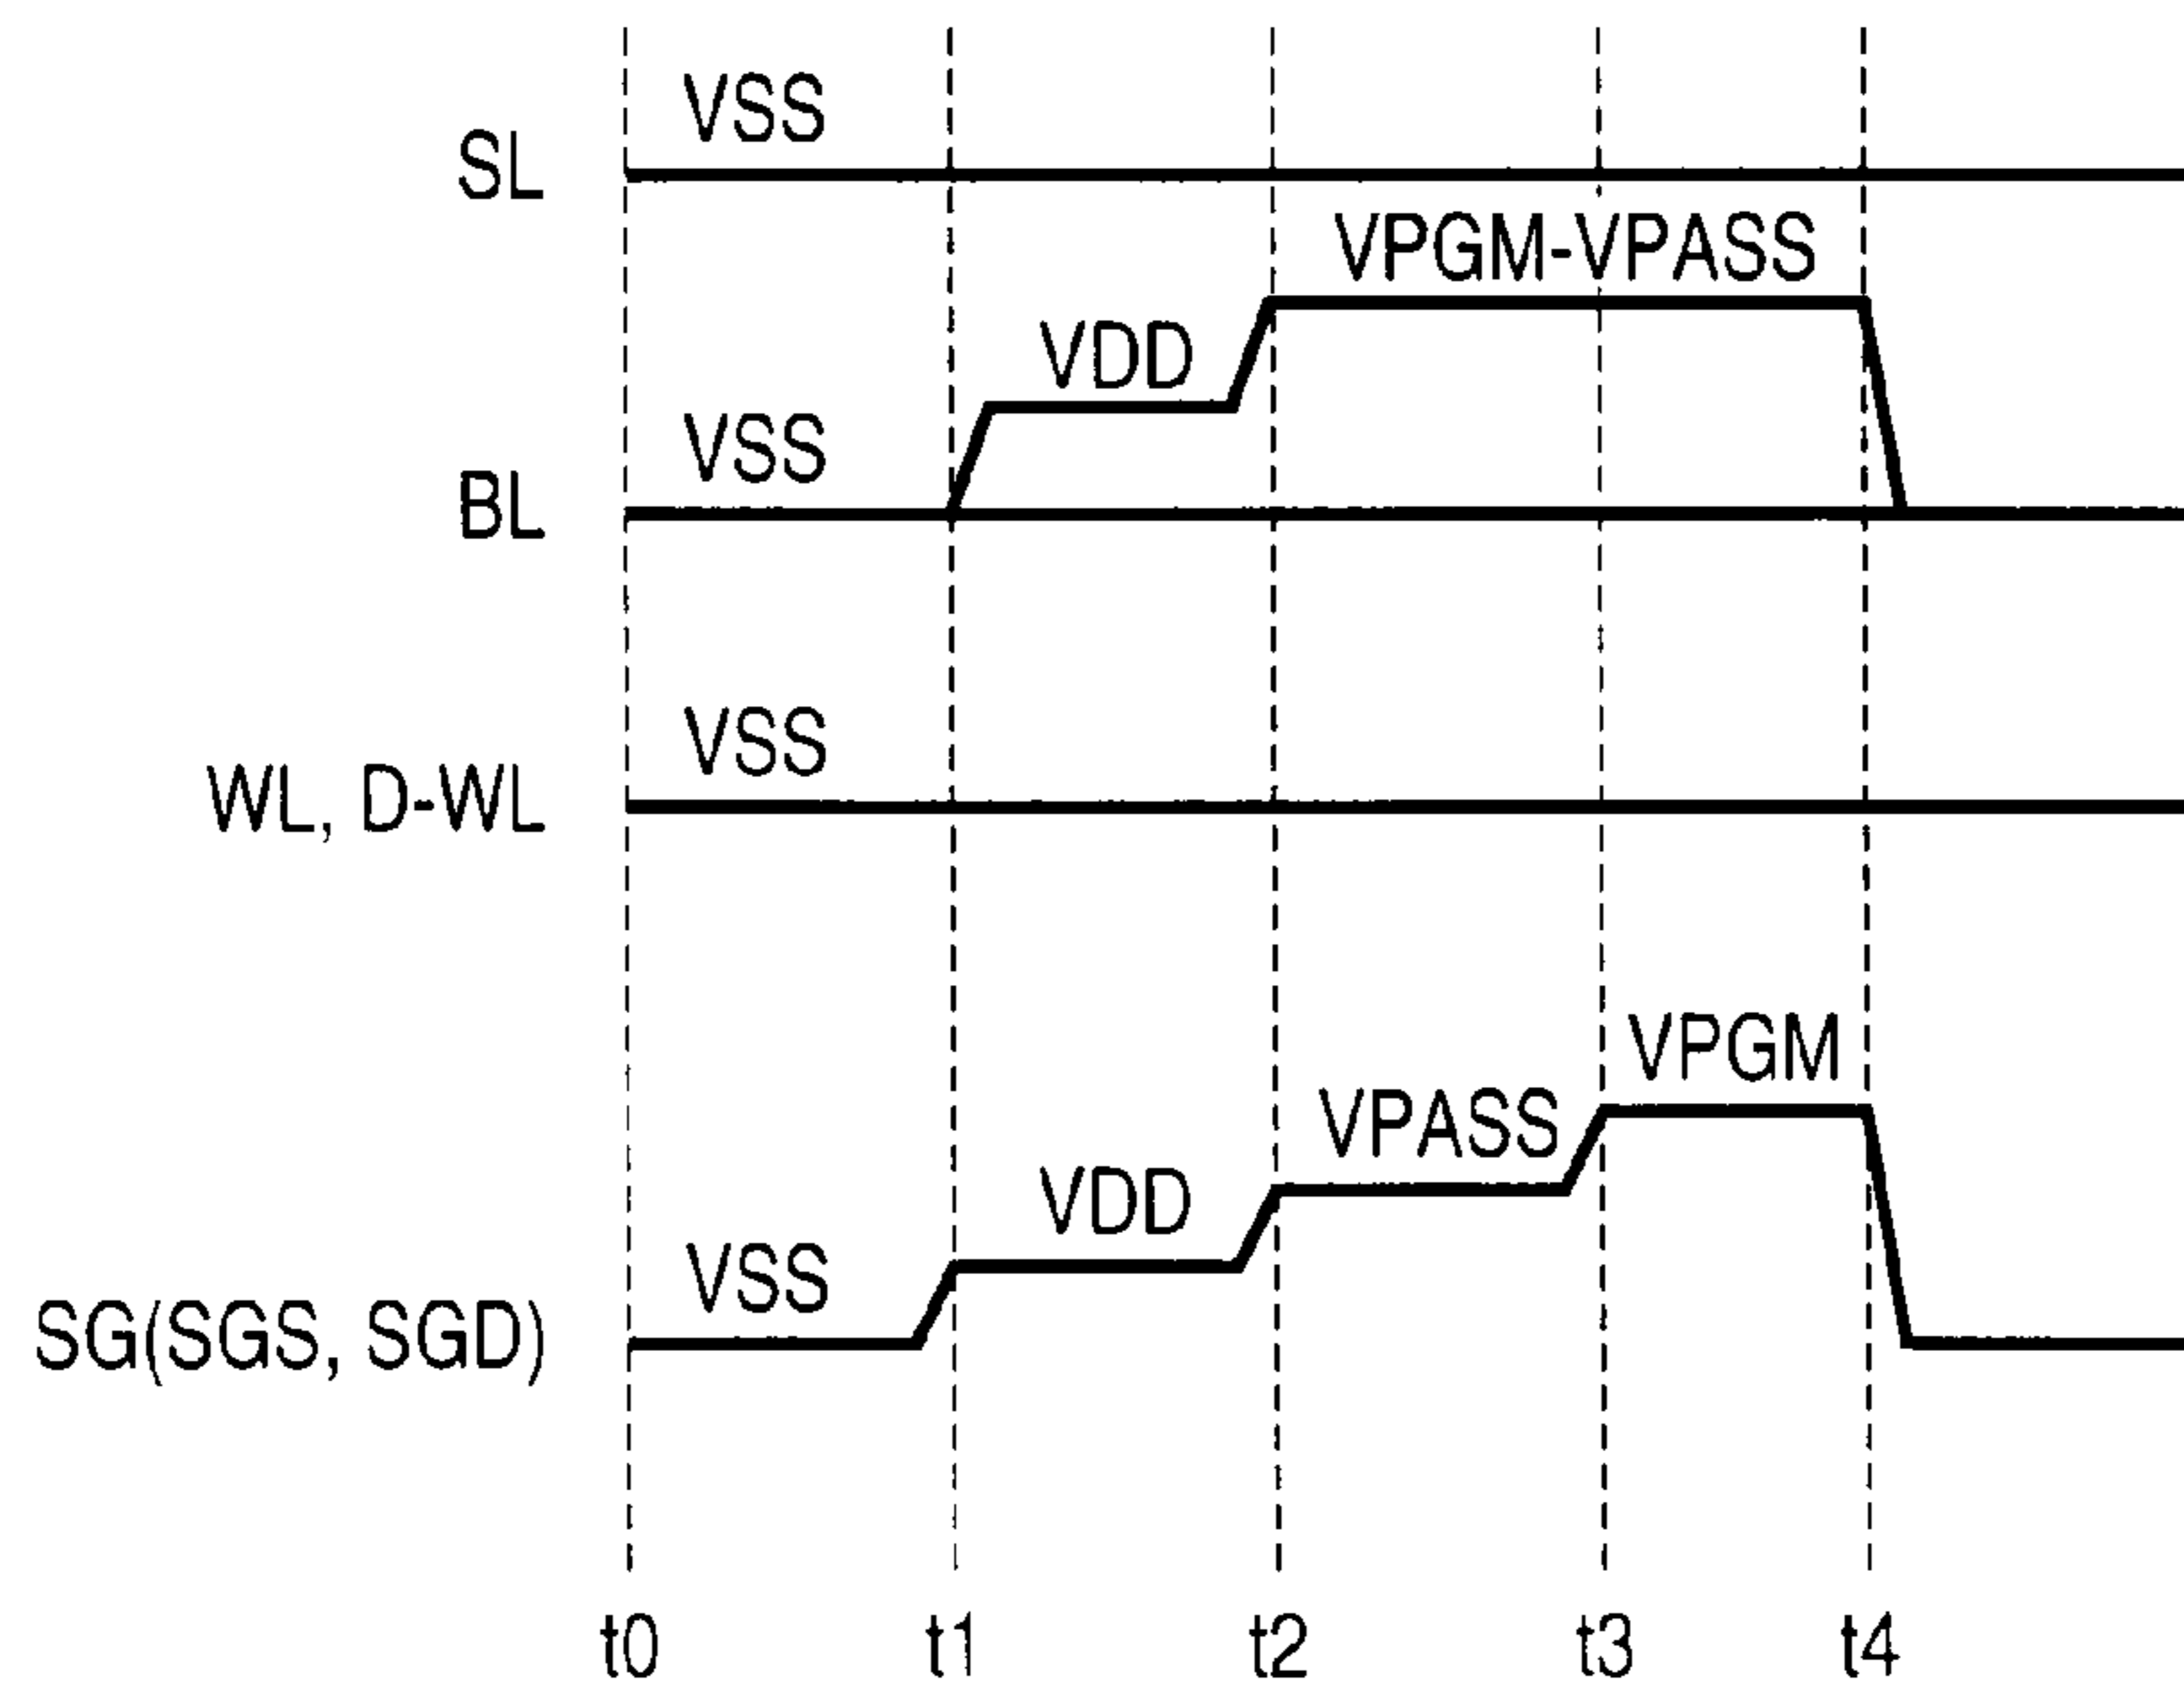 VSS
SL
VPGM-VPASS
VDD
VSS
BL
VSS
WL, D-WL
VPGM
VPASS
VDD
VSS
SG(SGS, SGD)
t0 t1 t2 t3 t4